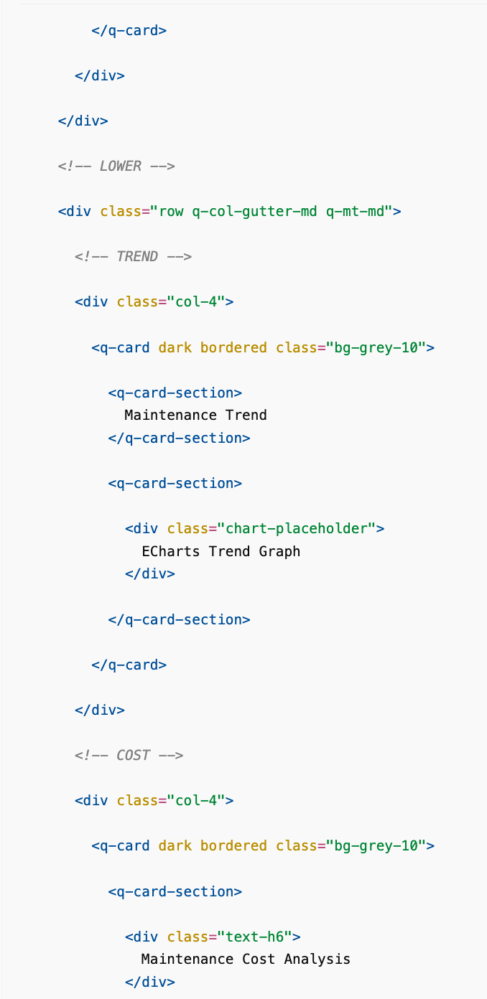 </q-card>
</div>
</div>
<!-- LOWER -->
<div class="row q-col-gutter-md q-mt-md">
<!-- TREND -->
<div class="col-4">
<q-card dark bordered class="bg-grey-10">
<q-card-section>
Maintenance Trend
</q-card-section>
<q-card-section>
<div class="chart-placeholder">
ECharts Trend Graph
</div>
</q-card-section>
</q-card>
</div>
<!-- COST -->
<div class="col-4">
<q-card dark bordered class="bg-grey-10">
<q-card-section>
<div class="text-h6">
Maintenance Cost Analysis
</div>